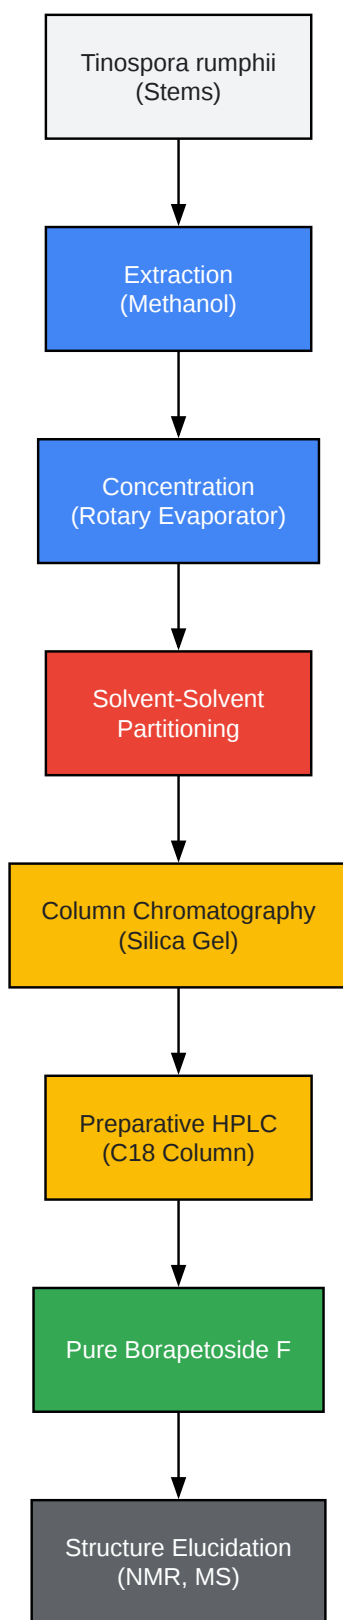 Tinospora rumphii
(Stems)
Extraction
(Methanol)
Concentration
(Rotary Evaporator)
Solvent-Solvent
Partitioning
Column Chromatography
(Silica Gel)
Preparative HPLC
(C18 Column)
Pure Borapetoside F
Structure Elucidation
(NMR, MS)